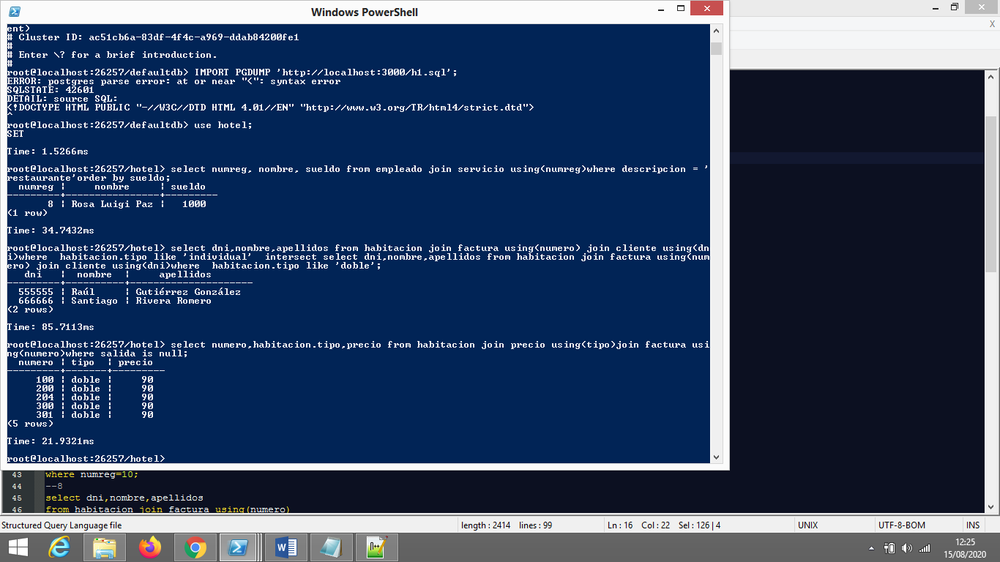 Windows PowerShell
X
ent)
# Cluster ID: ac51cb6a-83df-4f4c-a969-ddab84200fe1
#
# Enter \? for a brief introduction.
#
root@localhost:26257/defaultdb> IMPORT PGDUMP 'http://localhost:3000/h1.sql';
ERROR: postgres parse error: at or near "<": syntax error
SQLSTATE: 42601
DETAIL: source SQL:
<!DOCTYPE HTML PUBLIC "-//W3C//DTD HTML 4.01//EN" "http://www.w3.org/TR/html4/strict.dtd">
^
root@localhost:26257/defaultdb> use hotel;
SET
Time: 1.5266ms
root@localhost:26257/hotel> select numreg, nombre, sueldo from empleado join servicio using(numreg)where descripcion = '
restaurante'order by sueldo;
numreg | nombre | sueldo
---------+----------------+---------
8 | Rosa Luigi Paz | 1000
(1 row)
Time: 34.7432ms
root@localhost:26257/hotel> select dni,nombre,apellidos from habitacion join factura using(numero) join cliente using(dn
i)where  habitacion.tipo like 'individual'  intersect select dni,nombre,apellidos from habitacion join factura using(num
ero) join cliente using(dni)where  habitacion.tipo like 'doble';
dni | nombre | apellidos
---------+----------+---------------------
555555 | Raúl | Gutiérrez González
666666 | Santiago | Rivera Romero
(2 rows)
Time: 85.7113ms
root@localhost:26257/hotel> select numero,habitacion.tipo,precio from habitacion join precio using(tipo)join factura usi
ng(numero)where salida is null;
numero | tipo | precio
---------+-------+---------
100 | doble | 90
200 | doble | 90
204 | doble | 90
300 | doble | 90
301 | doble | 90
(5 rows)
Time: 21.9321ms
root@localhost:26257/hotel>
43 where numreg=10;
44 --8
45 select dni,nombre,apellidos
46 from habitacion join factura using(numero)
Structured Query Language file length : 2414 lines : 99 Ln : 16 Col : 22 Sel : 126 | 4 UNIX UTF-8-BOM INS
12:25
15/08/2020